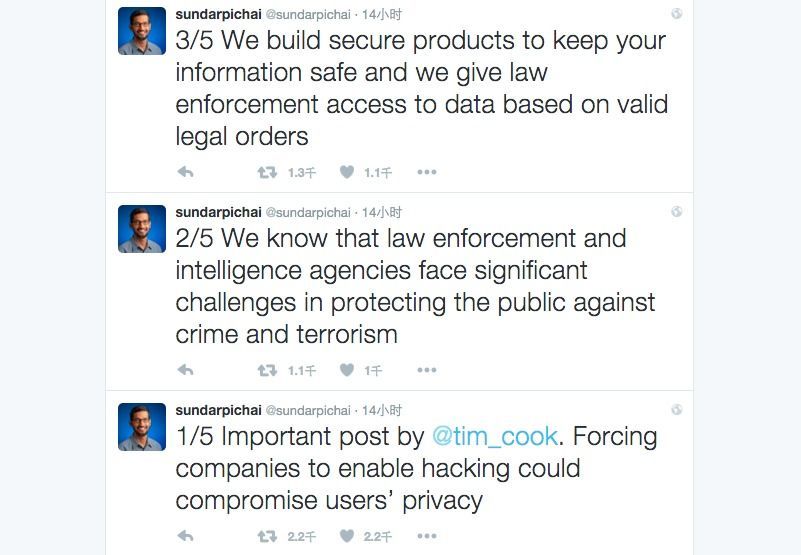 sundarpichai @sundarpichai · 14小时
3/5 We build secure products to keep your
information safe and we give law
enforcement access to data based on valid
legal orders
1.3千 1.1千
sundarpichai @sundarpichai · 14小时
2/5 We know that law enforcement and
intelligence agencies face significant
challenges in protecting the public against
crime and terrorism
1.1千 1千
sundarpichai @sundarpichai · 14小时
1/5 Important post by @tim_cook. Forcing
companies to enable hacking could
compromise users’ privacy
2.2千 2.2千